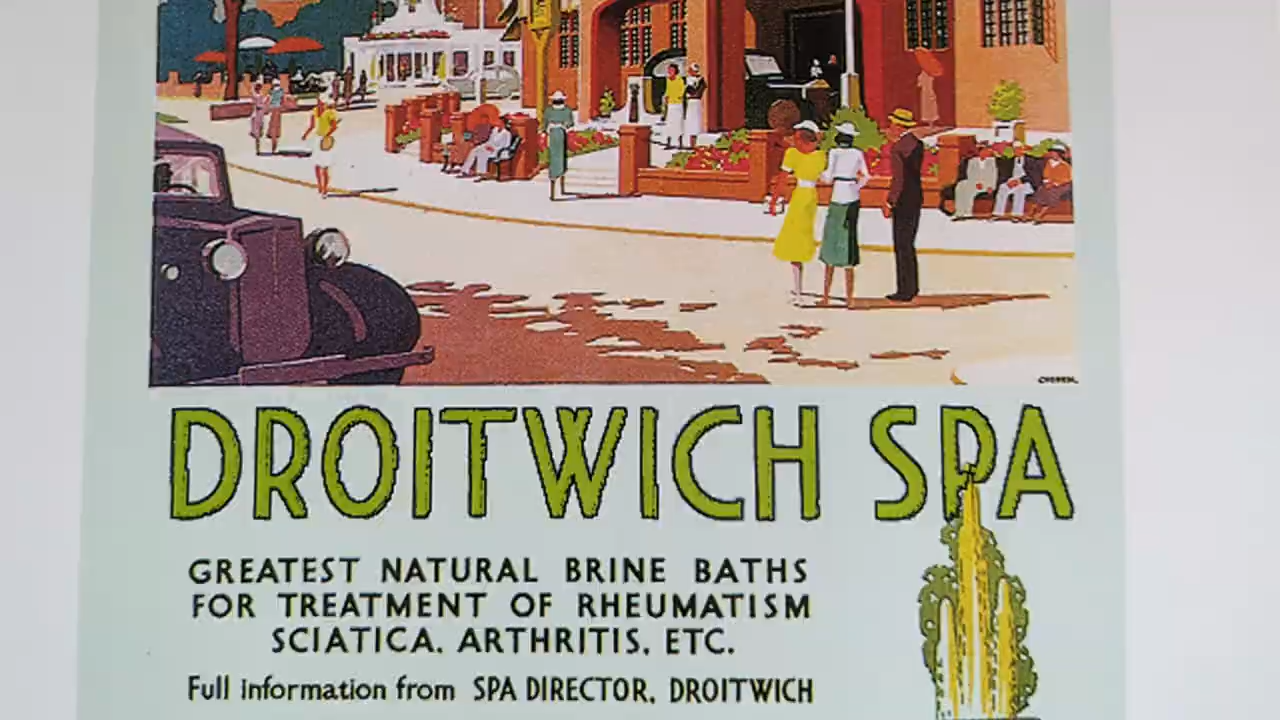 DROITWICH SPA
GREATEST NATURAL BRINE BATHS
FOR TREATMENT OF RHEUMATISM
SCIATICA. ARTHRITIS. ETC.
Full information from SPA DIRECTOR, DROITWICH